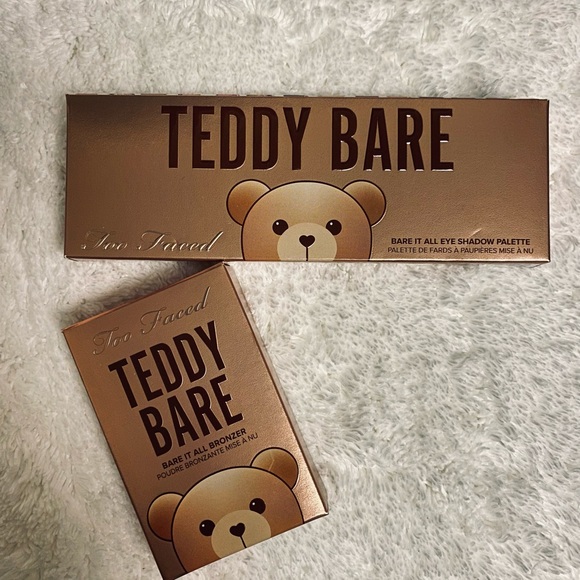 TEDDY BARE
Too Faced
BARE IT ALL EYE SHADOW PALETTE
PALETTE DE FARDS À PAUPIÈRES MISE À NU
Too Faced
TEDDY
BARE
BARE IT ALL BRONZER
POUDRE BRONZANTE MISE À NU